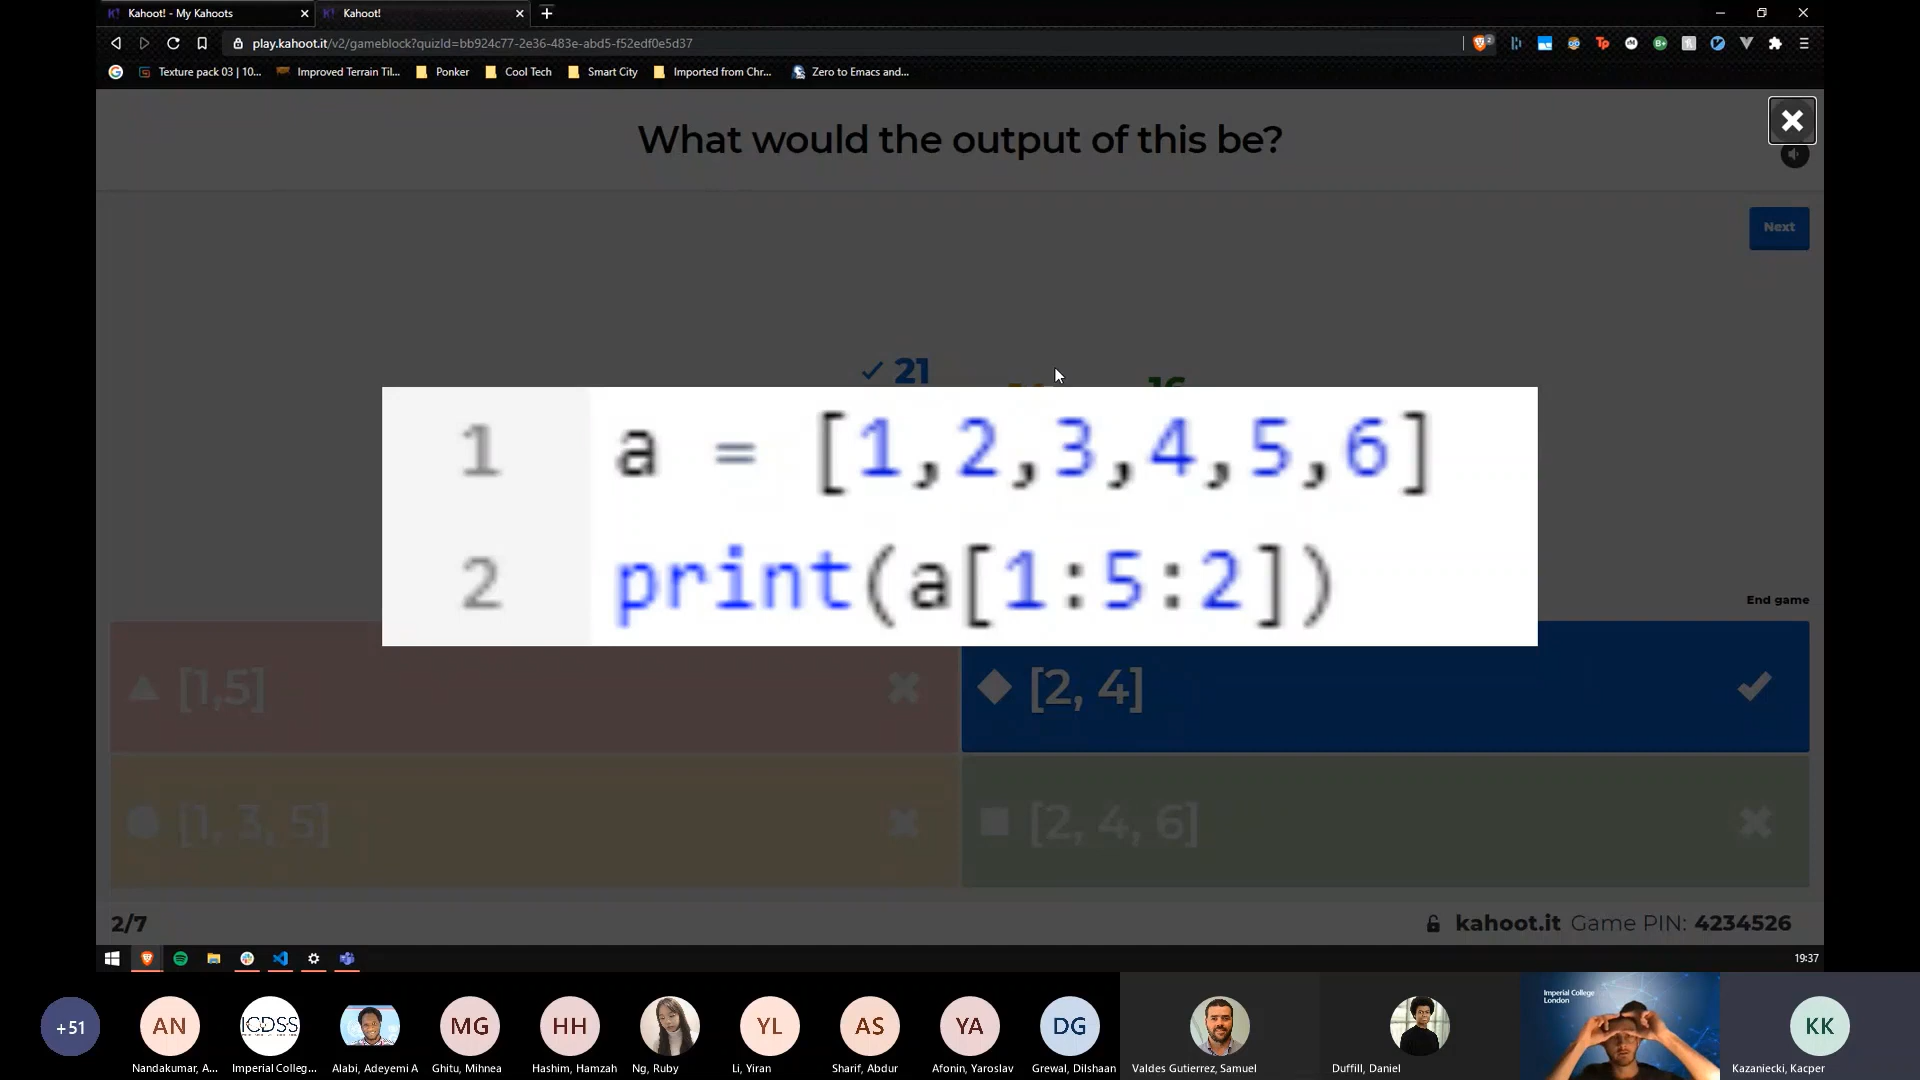 Kahoot! - My Kahoots
Kahoot!
play.kahoot.it/v2/gameblock?quizId=bb924c77-2e36-483e-abd5-f52edf0e5d37
Texture pack 03 | 10...
Improved Terrain Til...
Ponker
Cool Tech
Smart City
Imported from Chr...
Zero to Emacs and...
What would the output of this be?
Next
21
16
1 a = [1,2,3,4,5,6]
2 print(a[1:5:2])
End game
[1,5]
[2, 4]
[1, 3, 5]
[2, 4, 6]
2/7
kahoot.it Game PIN: 4234526
19:37
+51
AN
ICDSS
MG
HH
YL
AS
YA
DG
Imperial College
London
KK
Nandakumar, A...
Imperial Colleg...
Alabi, Adeyemi A
Ghitu, Mihnea
Hashim, Hamzah
Ng, Ruby
Li, Yiran
Sharif, Abdur
Afonin, Yaroslav
Grewal, Dilshaan
Valdes Gutierrez, Samuel
Duffill, Daniel
Kazaniecki, Kacper